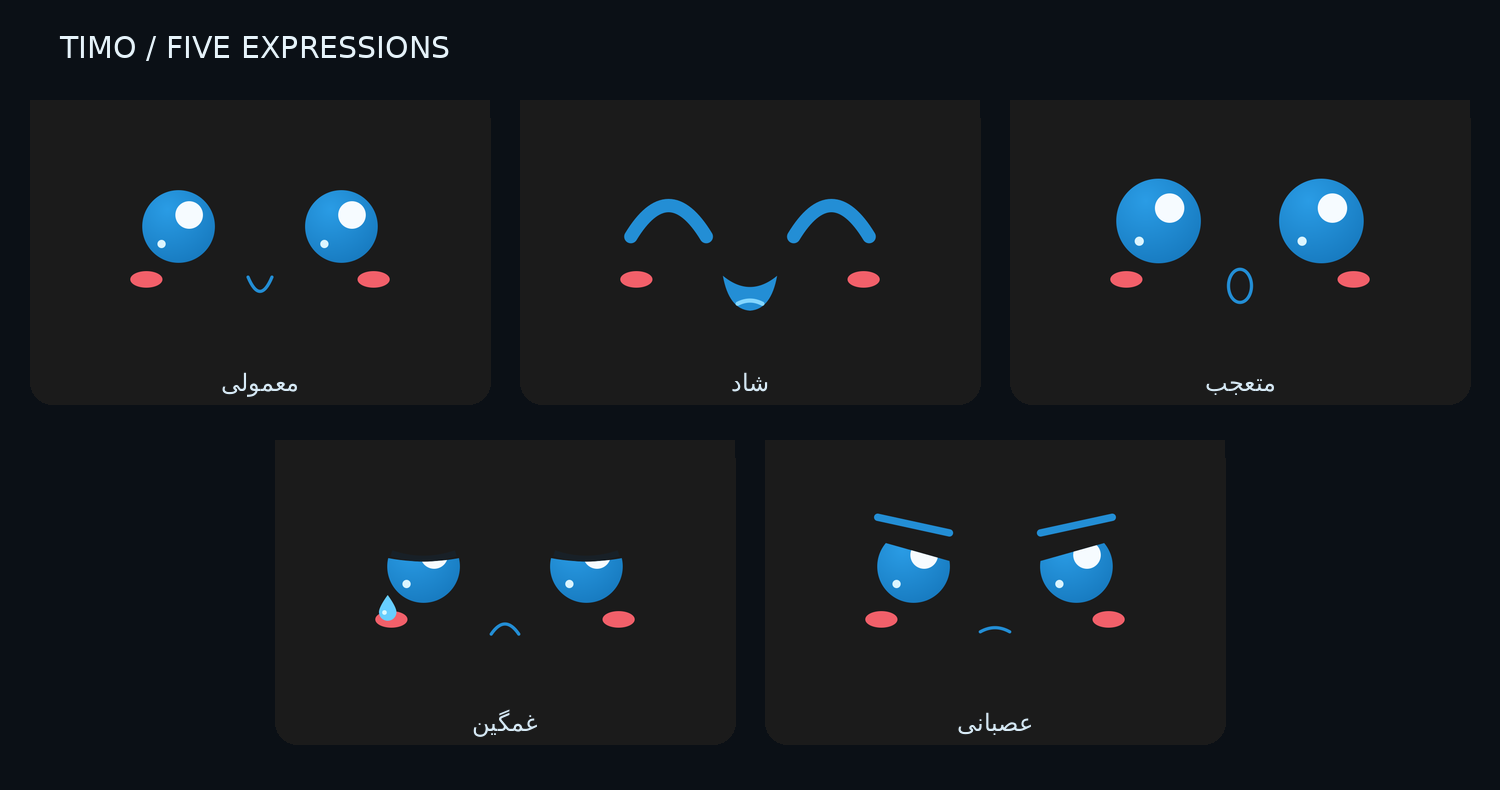 TIMO / FIVE EXPRESSIONS
معمولی
شاد
متعجب
غمگین
عصبانی